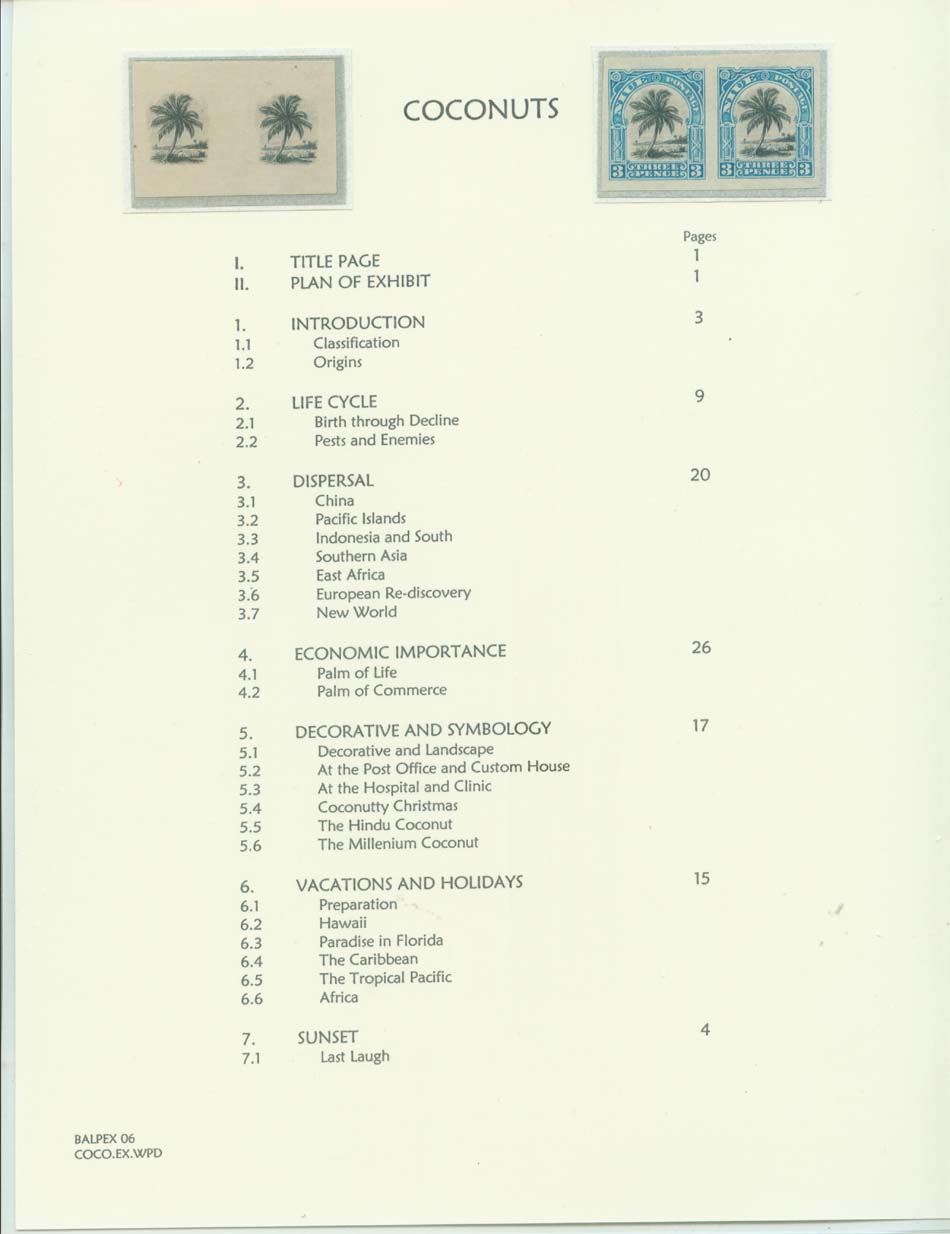 COCONUTS
NIUE POSTAGE NIUE POSTAGE
3 THREE PENCE 3 3 THREE PENCE 3
Pages
I. TITLE PAGE 1
II. PLAN OF EXHIBIT 1
1. INTRODUCTION 3
1.1 Classification
1.2 Origins
2. LIFE CYCLE 9
2.1 Birth through Decline
2.2 Pests and Enemies
3. DISPERSAL 20
3.1 China
3.2 Pacific Islands
3.3 Indonesia and South
3.4 Southern Asia
3.5 East Africa
3.6 European Re-discovery
3.7 New World
4. ECONOMIC IMPORTANCE 26
4.1 Palm of Life
4.2 Palm of Commerce
5. DECORATIVE AND SYMBOLOGY 17
5.1 Decorative and Landscape
5.2 At the Post Office and Custom House
5.3 At the Hospital and Clinic
5.4 Coconutty Christmas
5.5 The Hindu Coconut
5.6 The Millenium Coconut
6. VACATIONS AND HOLIDAYS 15
6.1 Preparation
6.2 Hawaii
6.3 Paradise in Florida
6.4 The Caribbean
6.5 The Tropical Pacific
6.6 Africa
7. SUNSET 4
7.1 Last Laugh
BALPEX 06
COCO.EX.WPD